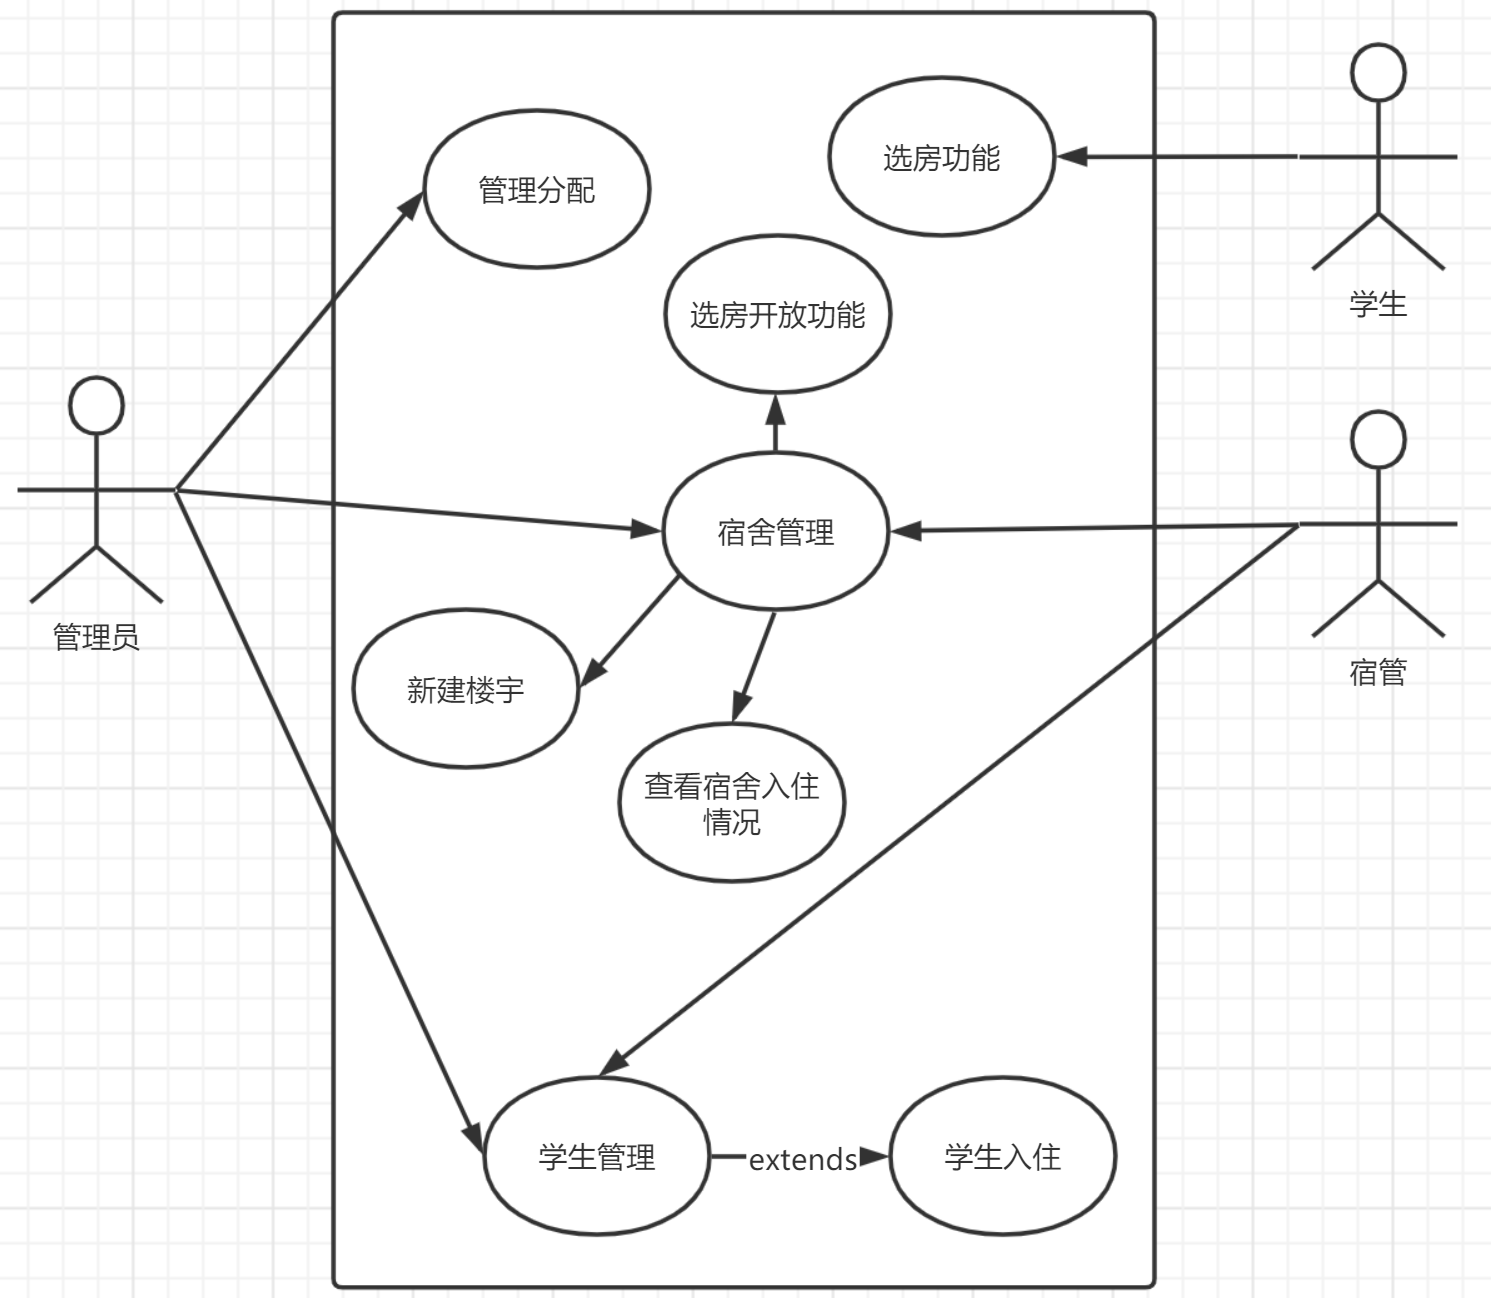 选房功能
管理分配
学生
选房开放功能
宿舍管理
管理员
宿管
新建楼宇
查看宿舍入住
情况
学生管理
extends
学生入住